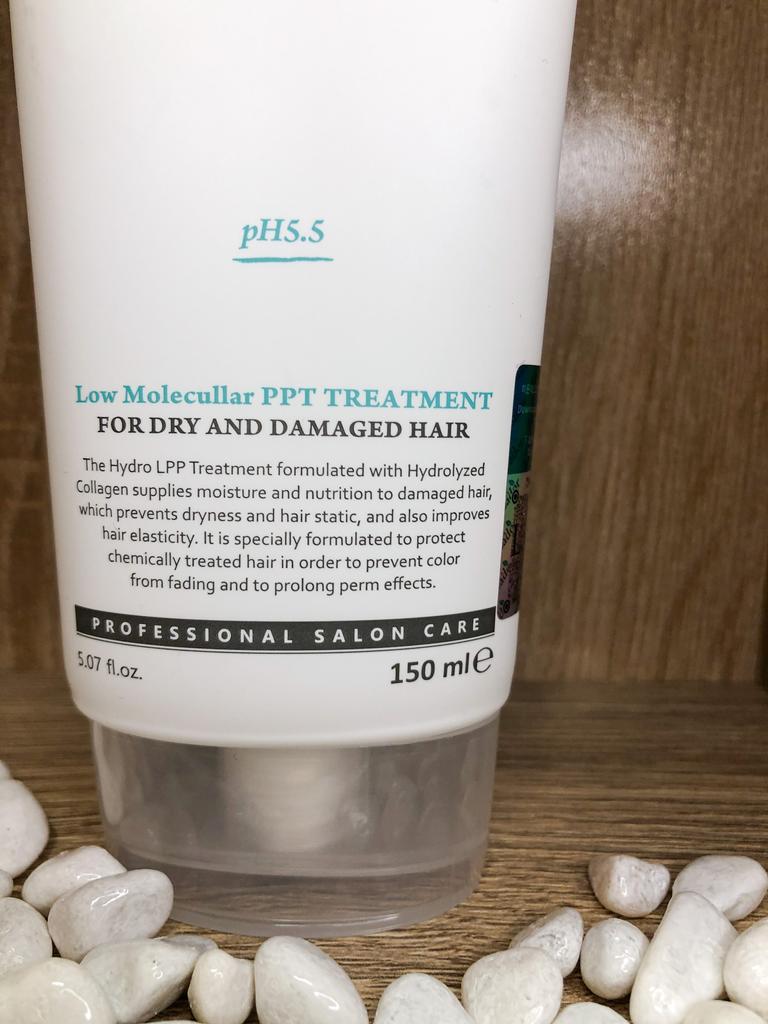 pH5.5
Low Molecullar PPT TREATMENT
FOR DRY AND DAMAGED HAIR
The Hydro LPP Treatment formulated with Hydrolyzed
Collagen supplies moisture and nutrition to damaged hair,
which prevents dryness and hair static, and also improves
hair elasticity. It is specially formulated to protect
chemically treated hair in order to prevent color
from fading and to prolong perm effects.
PROFESSIONAL SALON CARE
5.07 fl.oz. 150 ml℮